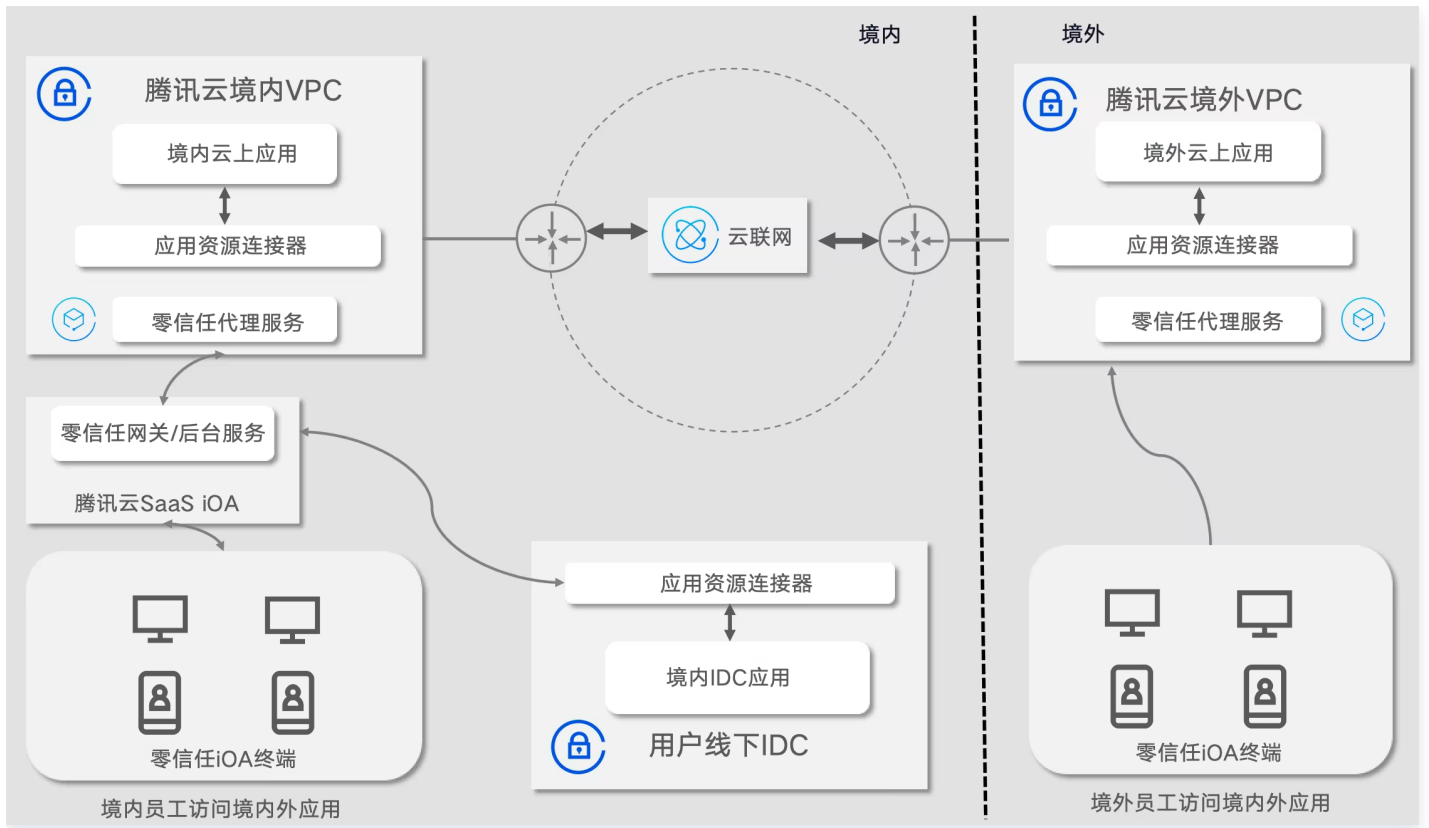 境内
境外
腾讯云境内VPC
境内云上应用
应用资源连接器
零信任代理服务
云联网
腾讯云境外VPC
境外云上应用
应用资源连接器
零信任代理服务
零信任网关/后台服务
腾讯云SaaS iOA
应用资源连接器
境内IDC应用
用户线下IDC
零信任iOA终端
境内员工访问境内外应用
零信任iOA终端
境外员工访问境内外应用